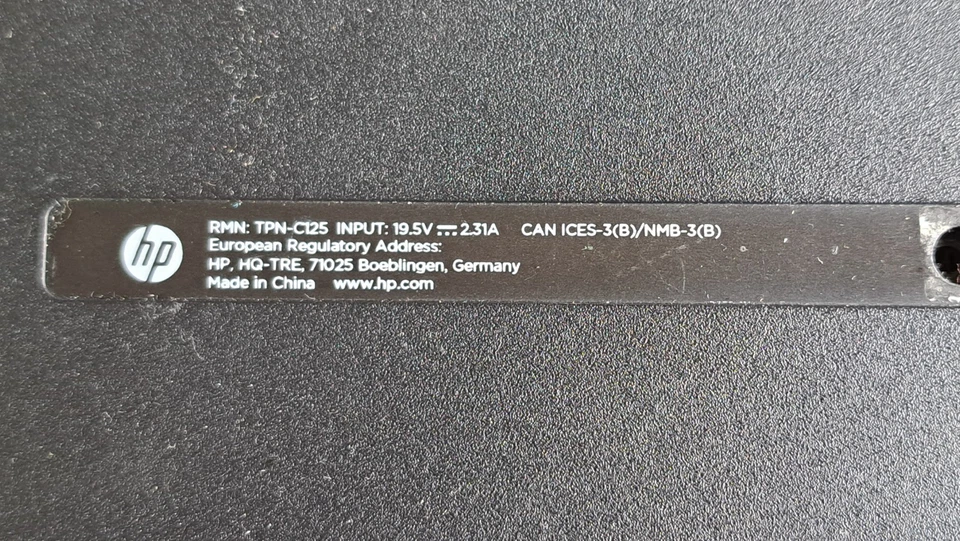 hp
RMN: TPN-C125 INPUT: 19.5V ⎓ 2.31A CAN ICES-3(B)/NMB-3(B)
European Regulatory Address:
HP, HQ-TRE, 71025 Boeblingen, Germany
Made in China www.hp.com